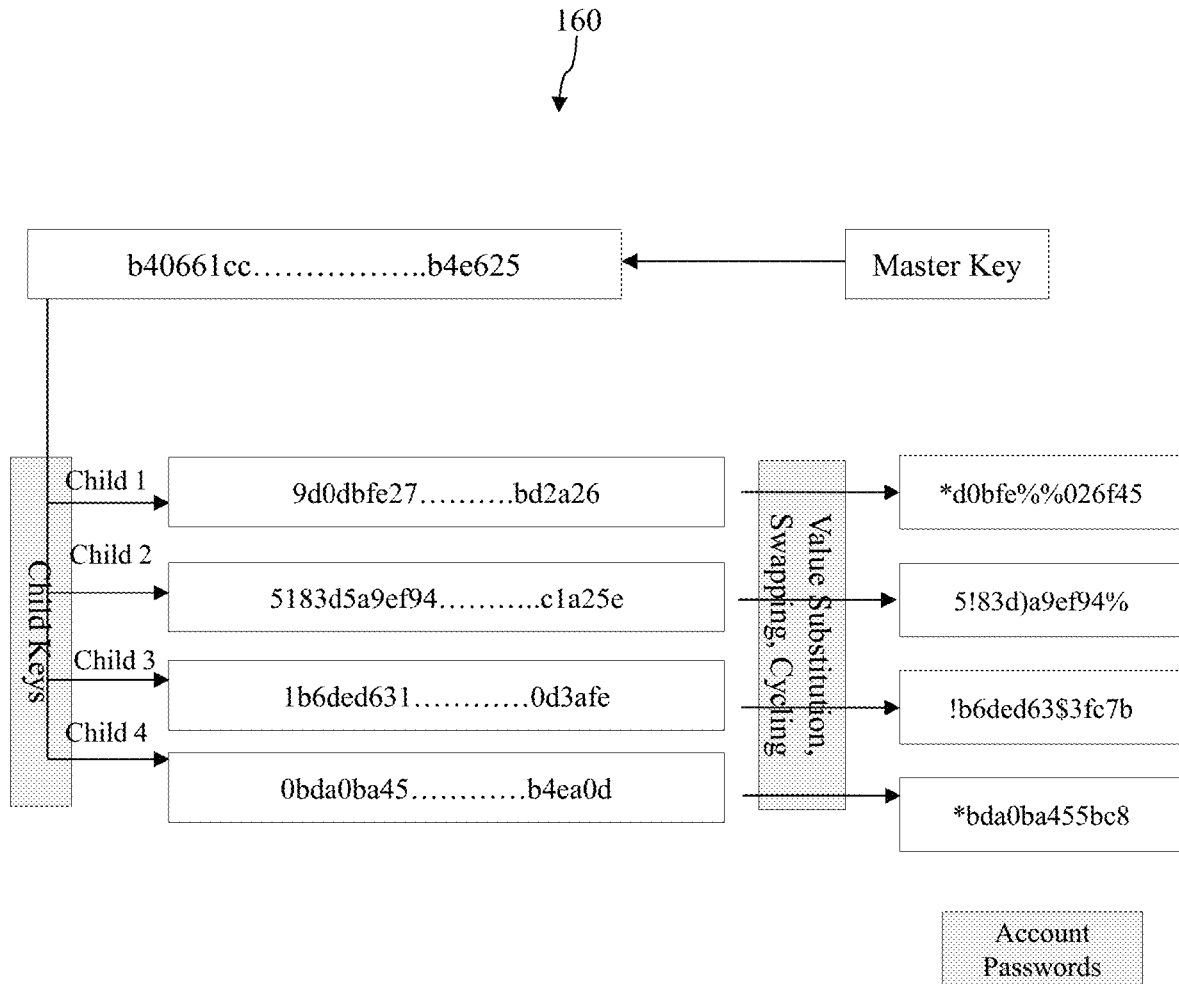 160
b40661cc……………..b4e625
Master Key
Child Keys
Child 1
9d0dbfe27……….bd2a26
Child 2
5183d5a9ef94………..c1a25e
Child 3
1b6ded631…………0d3afe
Child 4
0bda0ba45…………b4ea0d
Value Substitution,
Swapping, Cycling
*d0bfe%%026f45
5!83d)a9ef94%
!b6ded63$3fc7b
*bda0ba455bc8
Account
Passwords